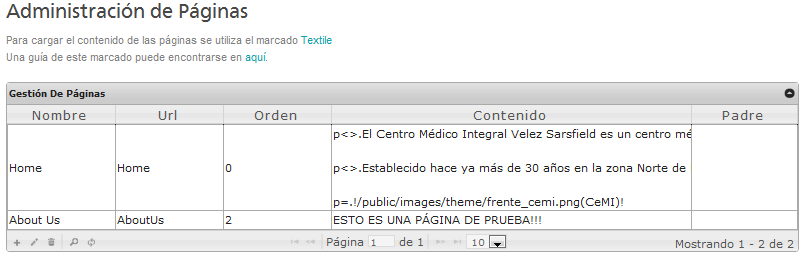 Administración de Páginas
Para cargar el contenido de las páginas se utiliza el marcado Textile
Una guía de este marcado puede encontrarse en aquí.
Gestión De Páginas
Nombre Url Orden Contenido Padre
p<>.El Centro Médico Integral Velez Sarsfield es un centro mé
Home Home 0 p<>.Establecido hace ya más de 30 años en la zona Norte de
p=.!/public/images/theme/frente_cemi.png(CeMI)!
About Us AboutUs 2 ESTO ES UNA PÁGINA DE PRUEBA!!!
Página 1 de 1 10 Mostrando 1 - 2 de 2